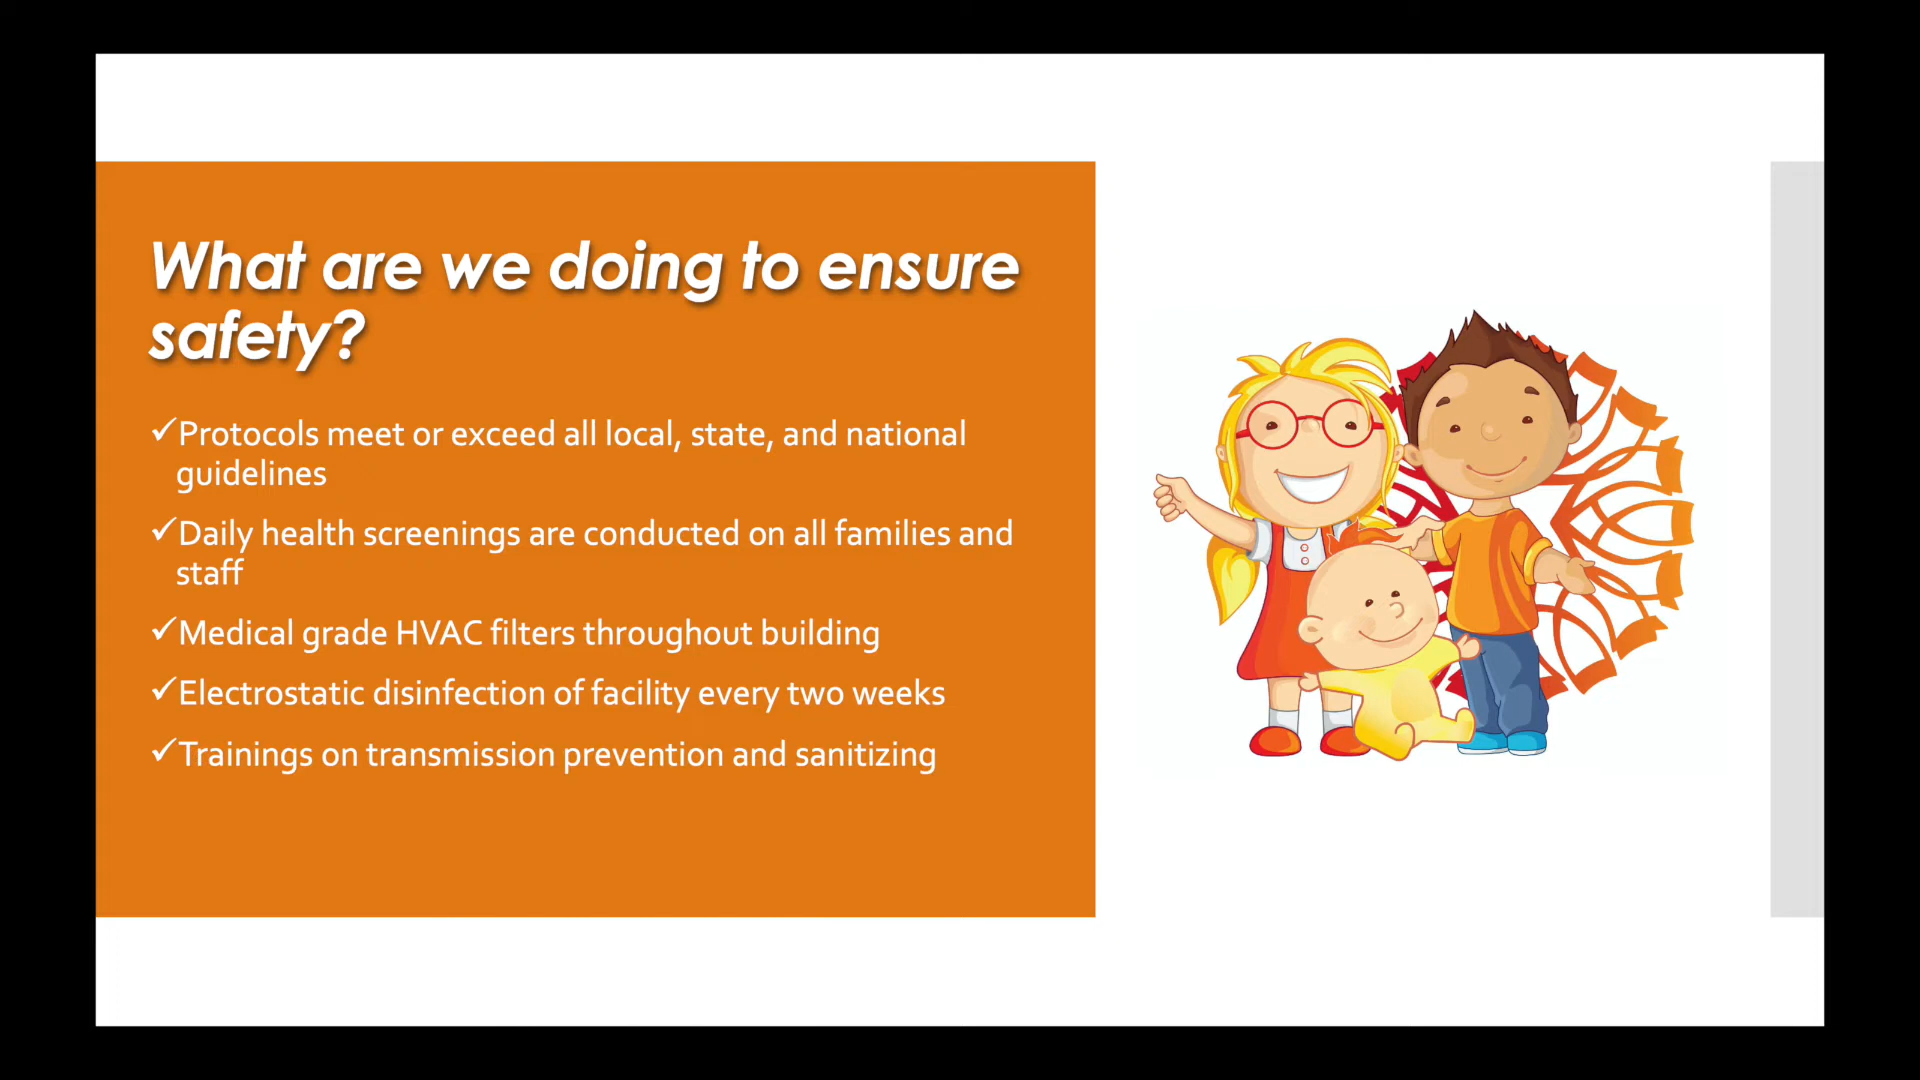 What are we doing to ensure
safety?
✓Protocols meet or exceed all local, state, and national
guidelines
✓Daily health screenings are conducted on all families and
staff
✓Medical grade HVAC filters throughout building
✓Electrostatic disinfection of facility every two weeks
✓Trainings on transmission prevention and sanitizing